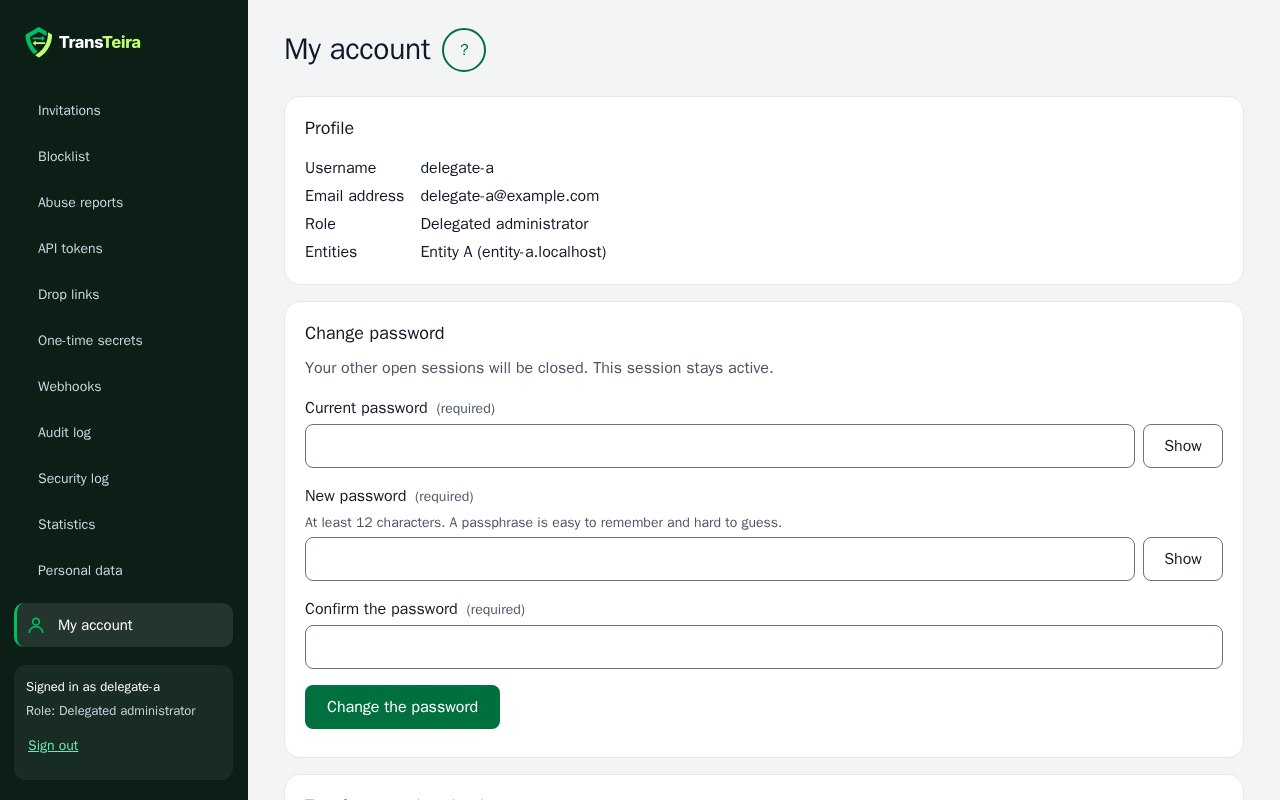 TransTeira
Invitations
Blocklist
Abuse reports
API tokens
Drop links
One-time secrets
Webhooks
Audit log
Security log
Statistics
Personal data
My account
Signed in as delegate-a
Role: Delegated administrator
Sign out
My account ?
Profile
Username delegate-a
Email address delegate-a@example.com
Role Delegated administrator
Entities Entity A (entity-a.localhost)
Change password
Your other open sessions will be closed. This session stays active.
Current password (required)
Show
New password (required)
At least 12 characters. A passphrase is easy to remember and hard to guess.
Show
Confirm the password (required)
Change the password